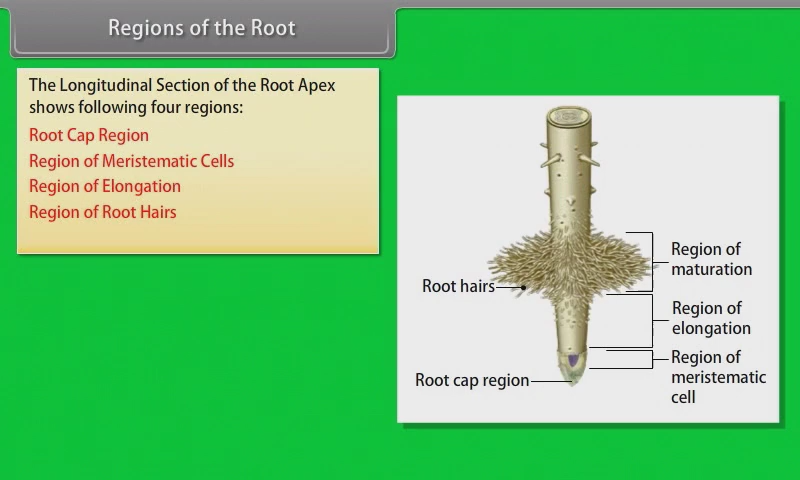 Regions of the Root
The Longitudinal Section of the Root Apex
shows following four regions:
Root Cap Region
Region of Meristematic Cells
Region of Elongation
Region of Root Hairs
Region of
maturation
Root hairs
Region of
elongation
Region of
meristematic
cell
Root cap region